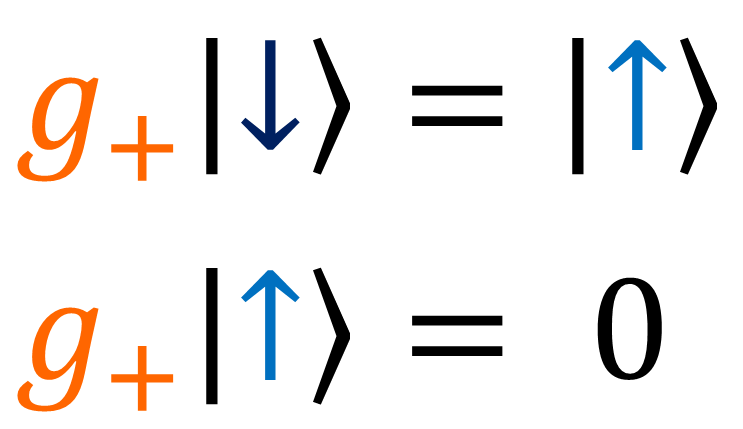 g₊|↓⟩ = |↑⟩
g₊|↑⟩ = 0